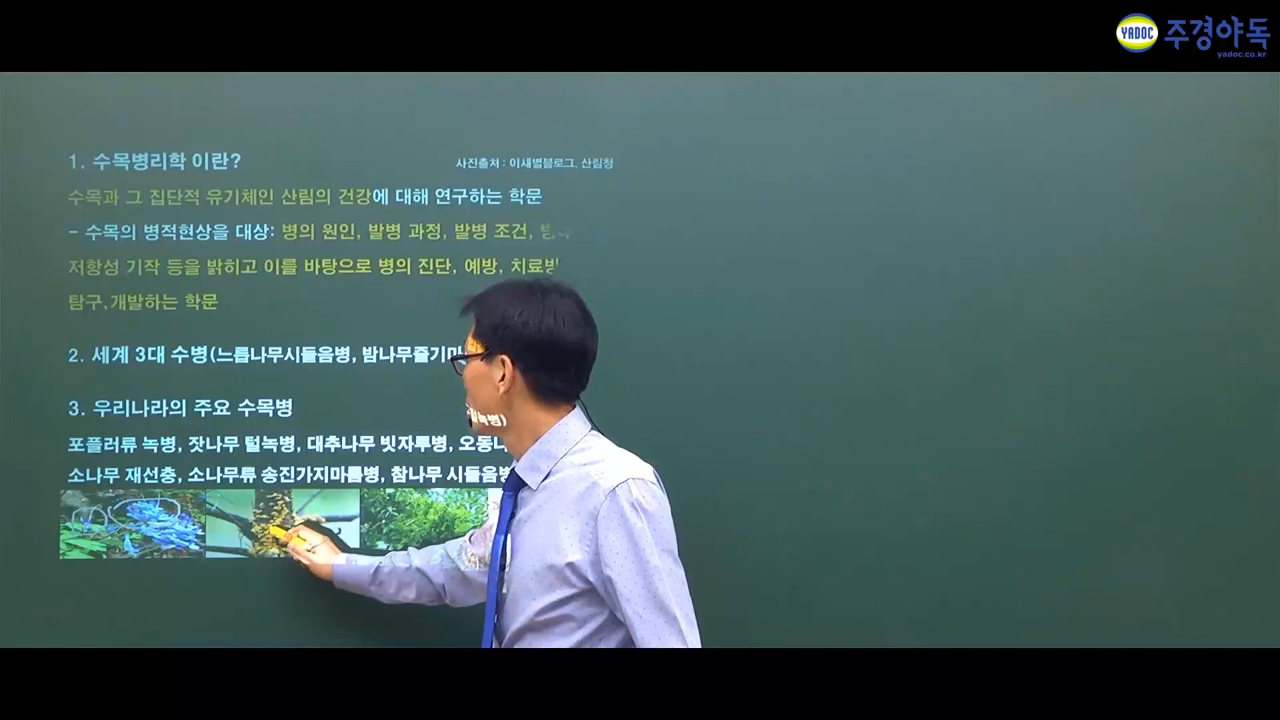 YADOC 주경야독
yadoc.co.kr
1. 수목병리학 이란?
사진출처 : 이새별블로그, 산림청
수목과 그 집단적 유기체인 산림의 건강에 대해 연구하는 학문
- 수목의 병적현상을 대상: 병의 원인, 발병 과정, 발병 조건,
저항성 기작 등을 밝히고 이를 바탕으로 병의 진단, 예방,
탐구,개발하는 학문
2. 세계 3대 수병(느릅나무시들음병,
3. 우리나라의 주요 수목병
포플러류 녹병, 잣나무 털녹병, 대추나무 빗자루병,
소나무 재선충, 소나무류 송진가지마름병, 참나무 시들음병